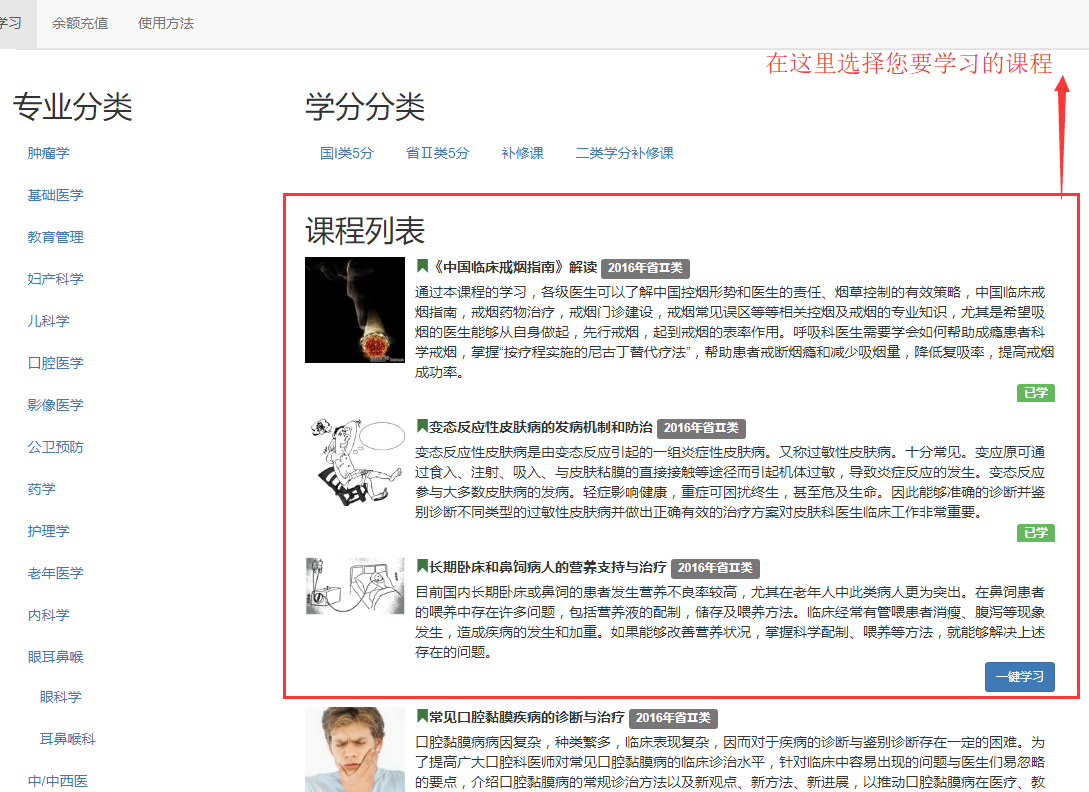 学习 余额充值 使用方法
在这里选择您要学习的课程
专业分类
肿瘤学
基础医学
教育管理
妇产科学
儿科学
口腔医学
影像医学
公卫预防
药学
护理学
老年医学
内科学
眼耳鼻喉
眼科学
耳鼻喉科
中/中西医
学分分类
国I类5分 省Ⅱ类5分 补修课 二类学分补修课
课程列表
《中国临床戒烟指南》解读 2016年省Ⅱ类
通过本课程的学习，各级医生可以了解中国控烟形势和医生的责任、烟草控制的有效策略，中国临床戒
烟指南，戒烟药物治疗，戒烟门诊建设，戒烟常见误区等等相关控烟及戒烟的专业知识，尤其是希望吸
烟的医生能够从自身做起，先行戒烟，起到戒烟的表率作用。呼吸科医生需要学会如何帮助成瘾患者科
学戒烟，掌握“按疗程实施的尼古丁替代疗法”，帮助患者戒断烟瘾和减少吸烟量，降低复吸率，提高戒烟
成功率。
已学
变态反应性皮肤病的发病机制和防治 2016年省Ⅱ类
变态反应性皮肤病是由变态反应引起的一组炎症性皮肤病。又称过敏性皮肤病。十分常见。变应原可通
过食入、注射、吸入、与皮肤粘膜的直接接触等途径而引起机体过敏，导致炎症反应的发生。变态反应
参与大多数皮肤病的发病。轻症影响健康，重症可困扰终生，甚至危及生命。因此能够准确的诊断并鉴
别诊断不同类型的过敏性皮肤病并做出正确有效的治疗方案对皮肤科医生临床工作非常重要。
已学
长期卧床和鼻饲病人的营养支持与治疗 2016年省Ⅱ类
目前国内长期卧床或鼻饲的患者发生营养不良率较高，尤其在老年人中此类病人更为突出。在鼻饲患者
的喂养中存在许多问题，包括营养液的配制，储存及喂养方法。临床经常有管喂患者消瘦、腹泻等现象
发生，造成疾病的发生和加重。如果能够改善营养状况，掌握科学配制、喂养等方法，就能够解决上述
存在的问题。
一键学习
常见口腔黏膜疾病的诊断与治疗 2016年省Ⅱ类
口腔黏膜病病因复杂，种类繁多，临床表现复杂，因而对于疾病的诊断与鉴别诊断存在一定的困难。为
了提高广大口腔科医师对常见口腔黏膜病的临床诊治水平，针对临床中容易出现的问题与医生们易忽略
的要点，介绍口腔黏膜病的常规诊治方法以及新观点、新方法、新进展，以推动口腔黏膜病在医疗、教